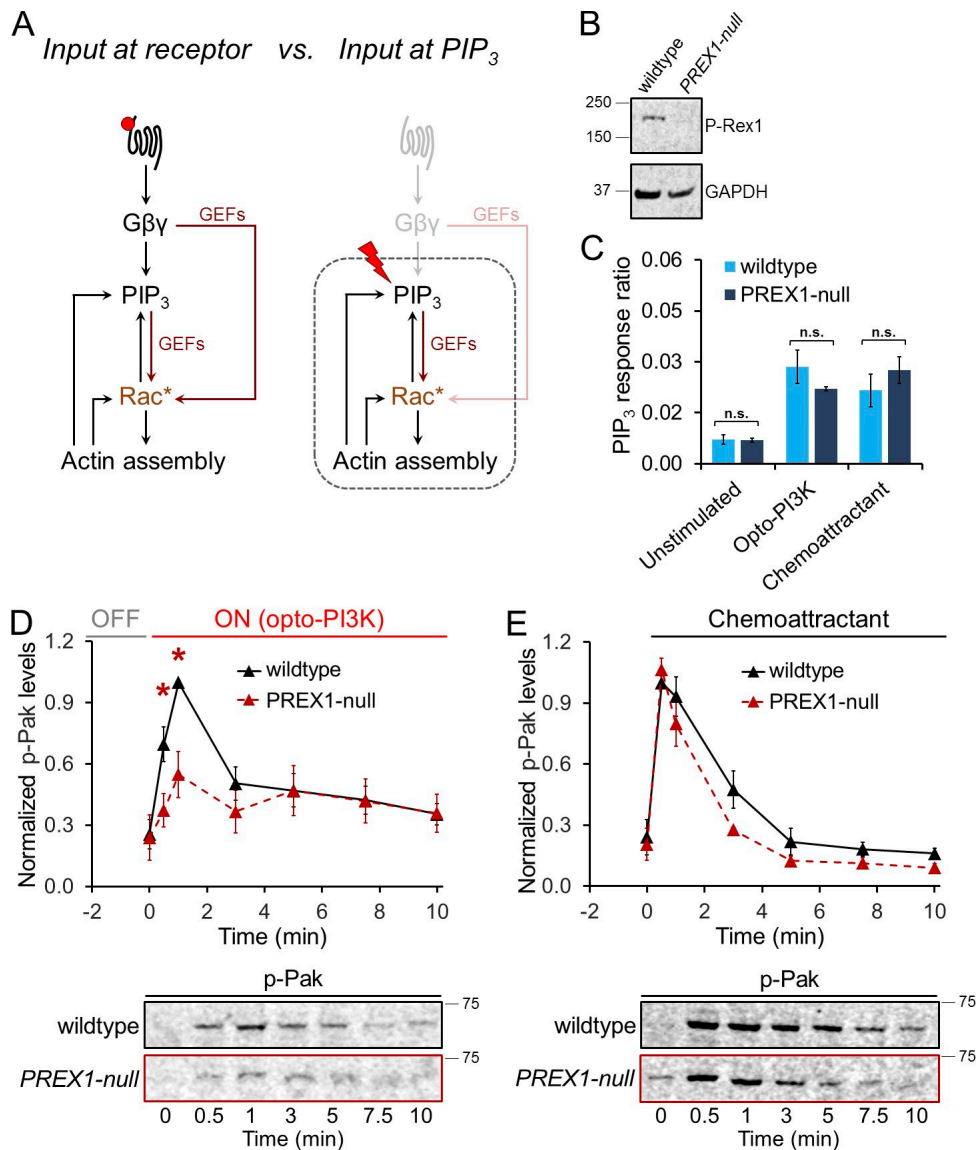 A
Input at receptor vs. Input at PIP₃
Gβγ
GEFs
PIP₃
GEFs
Rac*
Actin assembly
Gβγ
GEFs
PIP₃
GEFs
Rac*
Actin assembly
B
wildtype
PREX1-null
250
150
P-Rex1
37
GAPDH
C
PIP₃ response ratio
0.06
0.05
0.03
0.02
0.00
wildtype
PREX1-null
n.s.
n.s.
n.s.
Unstimulated
Opto-PI3K
Chemoattractant
D
OFF
ON (opto-PI3K)
Normalized p-Pak levels
1.2
0.9
0.6
0.3
0.0
* *
wildtype
PREX1-null
-2 0 2 4 6 8 10
Time (min)
p-Pak
75
wildtype
75
PREX1-null
0 0.5 1 3 5 7.5 10
Time (min)
E
Chemoattractant
Normalized p-Pak levels
1.2
0.9
0.6
0.3
0.0
wildtype
PREX1-null
-2 0 2 4 6 8 10
Time (min)
p-Pak
75
wildtype
75
PREX1-null
0 0.5 1 3 5 7.5 10
Time (min)